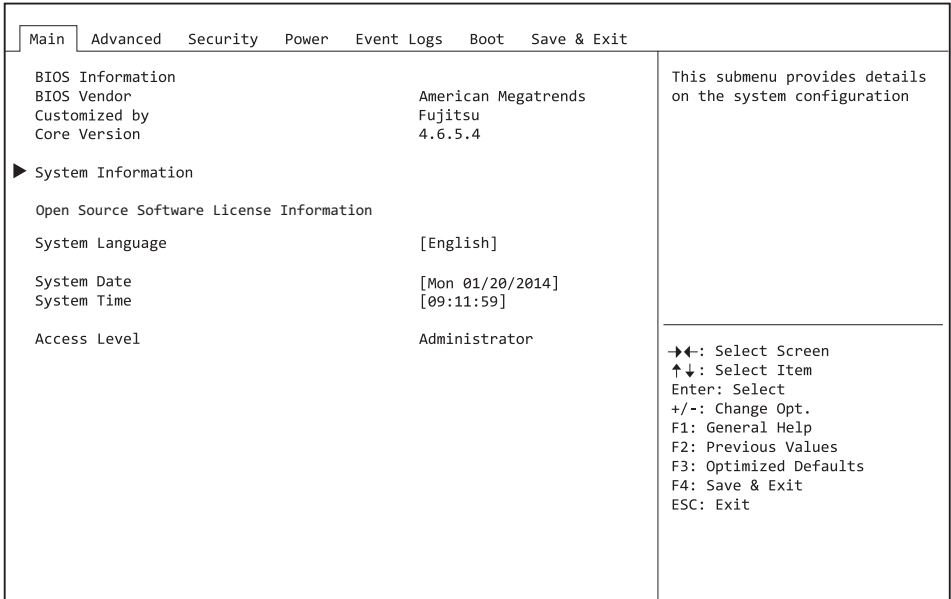 Main Advanced Security Power Event Logs Boot Save & Exit
BIOS Information
BIOS Vendor American Megatrends
Customized by Fujitsu
Core Version 4.6.5.4
System Information
Open Source Software License Information
System Language [English]
System Date [Mon 01/20/2014]
System Time [09:11:59]
Access Level Administrator
This submenu provides details
on the system configuration
→←: Select Screen
↑↓: Select Item
Enter: Select
+/-: Change Opt.
F1: General Help
F2: Previous Values
F3: Optimized Defaults
F4: Save & Exit
ESC: Exit